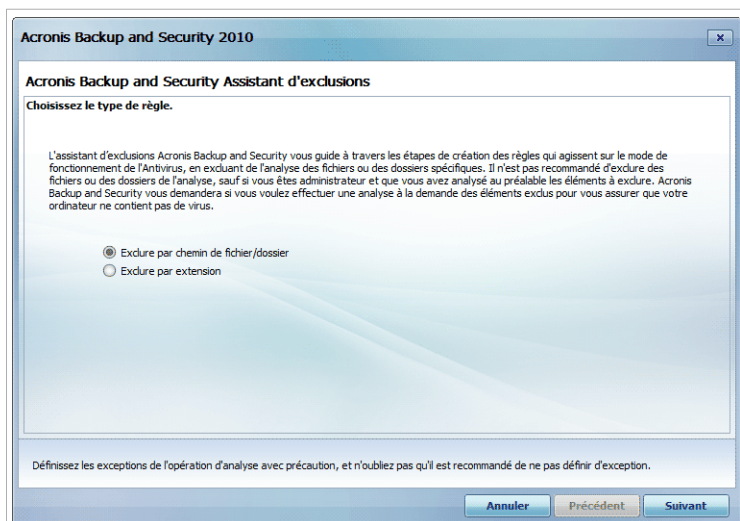 Acronis Backup and Security 2010
Acronis Backup and Security Assistant d'exclusions
Choisissez le type de règle.
L'assistant d'exclusions Acronis Backup and Security vous guide à travers les étapes de création des règles qui agissent sur le mode de
fonctionnement de l'Antivirus, en excluant de l'analyse des fichiers ou des dossiers spécifiques. Il n'est pas recommandé d'exclure des
fichiers ou des dossiers de l'analyse, sauf si vous êtes administrateur et que vous avez analysé au préalable les éléments à exclure. Acronis
Backup and Security vous demandera si vous voulez effectuer une analyse à la demande des éléments exclus pour vous assurer que votre
ordinateur ne contient pas de virus.
Exclure par chemin de fichier/dossier
Exclure par extension
Définissez les exceptions de l'opération d'analyse avec précaution, et n'oubliez pas qu'il est recommandé de ne pas définir d'exception.
Annuler Précédent Suivant